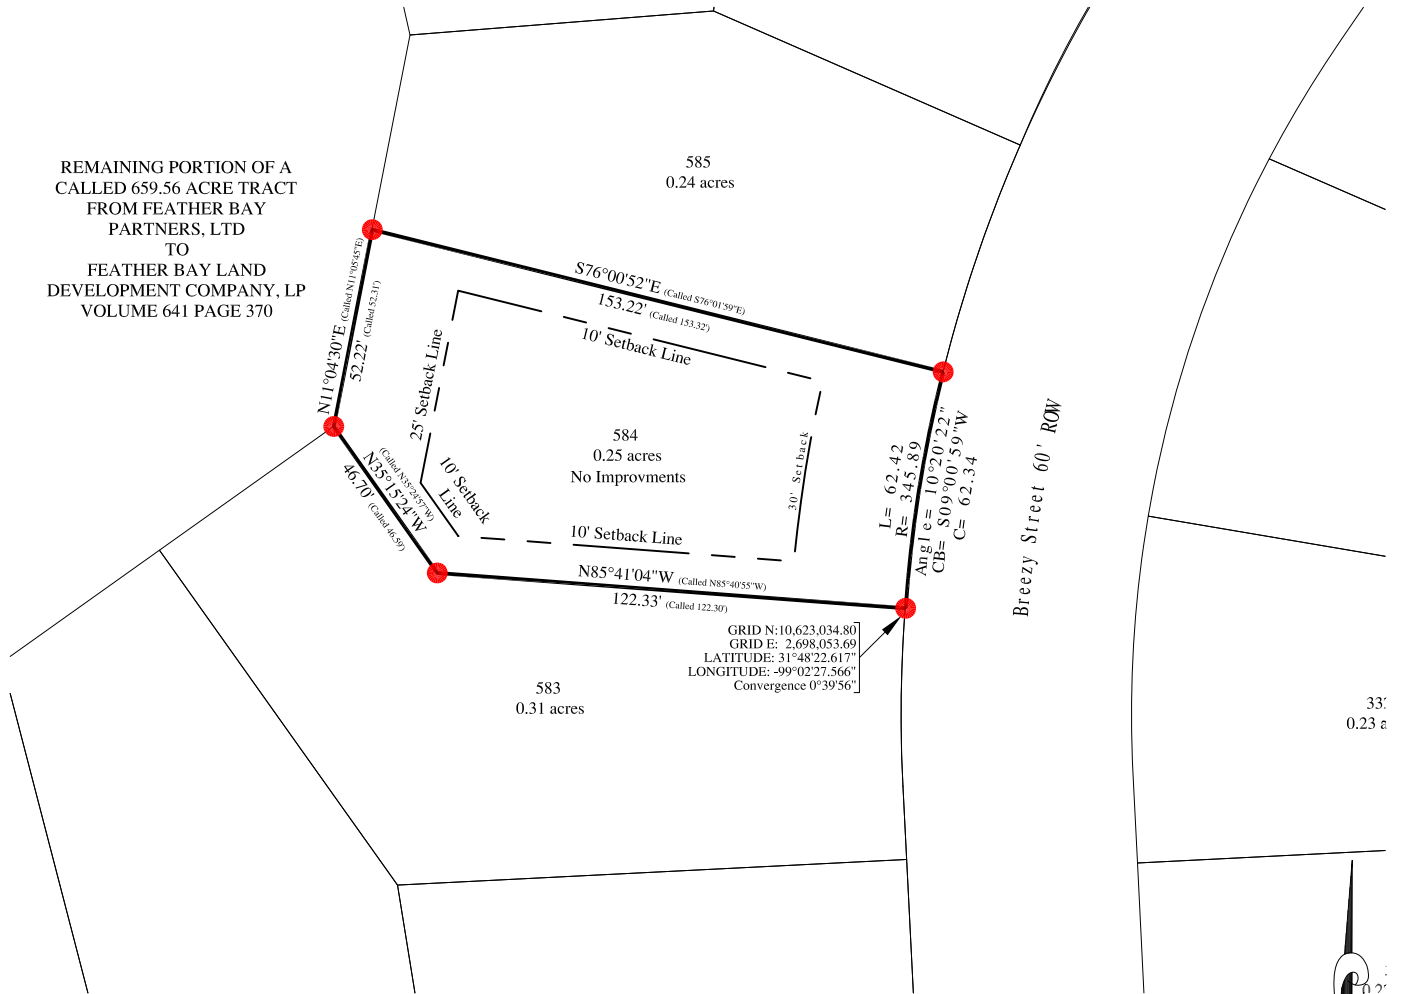 585
0.24 acres
REMAINING PORTION OF A
CALLED 659.56 ACRE TRACT
FROM FEATHER BAY
PARTNERS, LTD
TO
FEATHER BAY LAND
DEVELOPMENT COMPANY, LP
VOLUME 641 PAGE 370
S76°00'52"E (Called S76°01'59"E)
153.22' (Called 153.32')
10' Setback Line
N11°04'30"E (Called N11°05'45"E)
52.22' (Called 52.31')
25' Setback Line
584
0.25 acres
No Improvments
30' Setback
L= 62.42
R= 345.89
Angle= 10°20'22"
CB= S09°00'59"W
C= 62.34
Breezy Street 60' ROW
10' Setback
Line
(Called N35°24'57"W)
N35°15'24"W
46.70' (Called 46.59')
10' Setback Line
N85°41'04"W (Called N85°40'55"W)
122.33' (Called 122.30')
GRID N:10,623,034.80
GRID E: 2,698,053.69
LATITUDE: 31°48'22.617"
LONGITUDE: -99°02'27.566"
Convergence 0°39'56"
583
0.31 acres
0.23 a